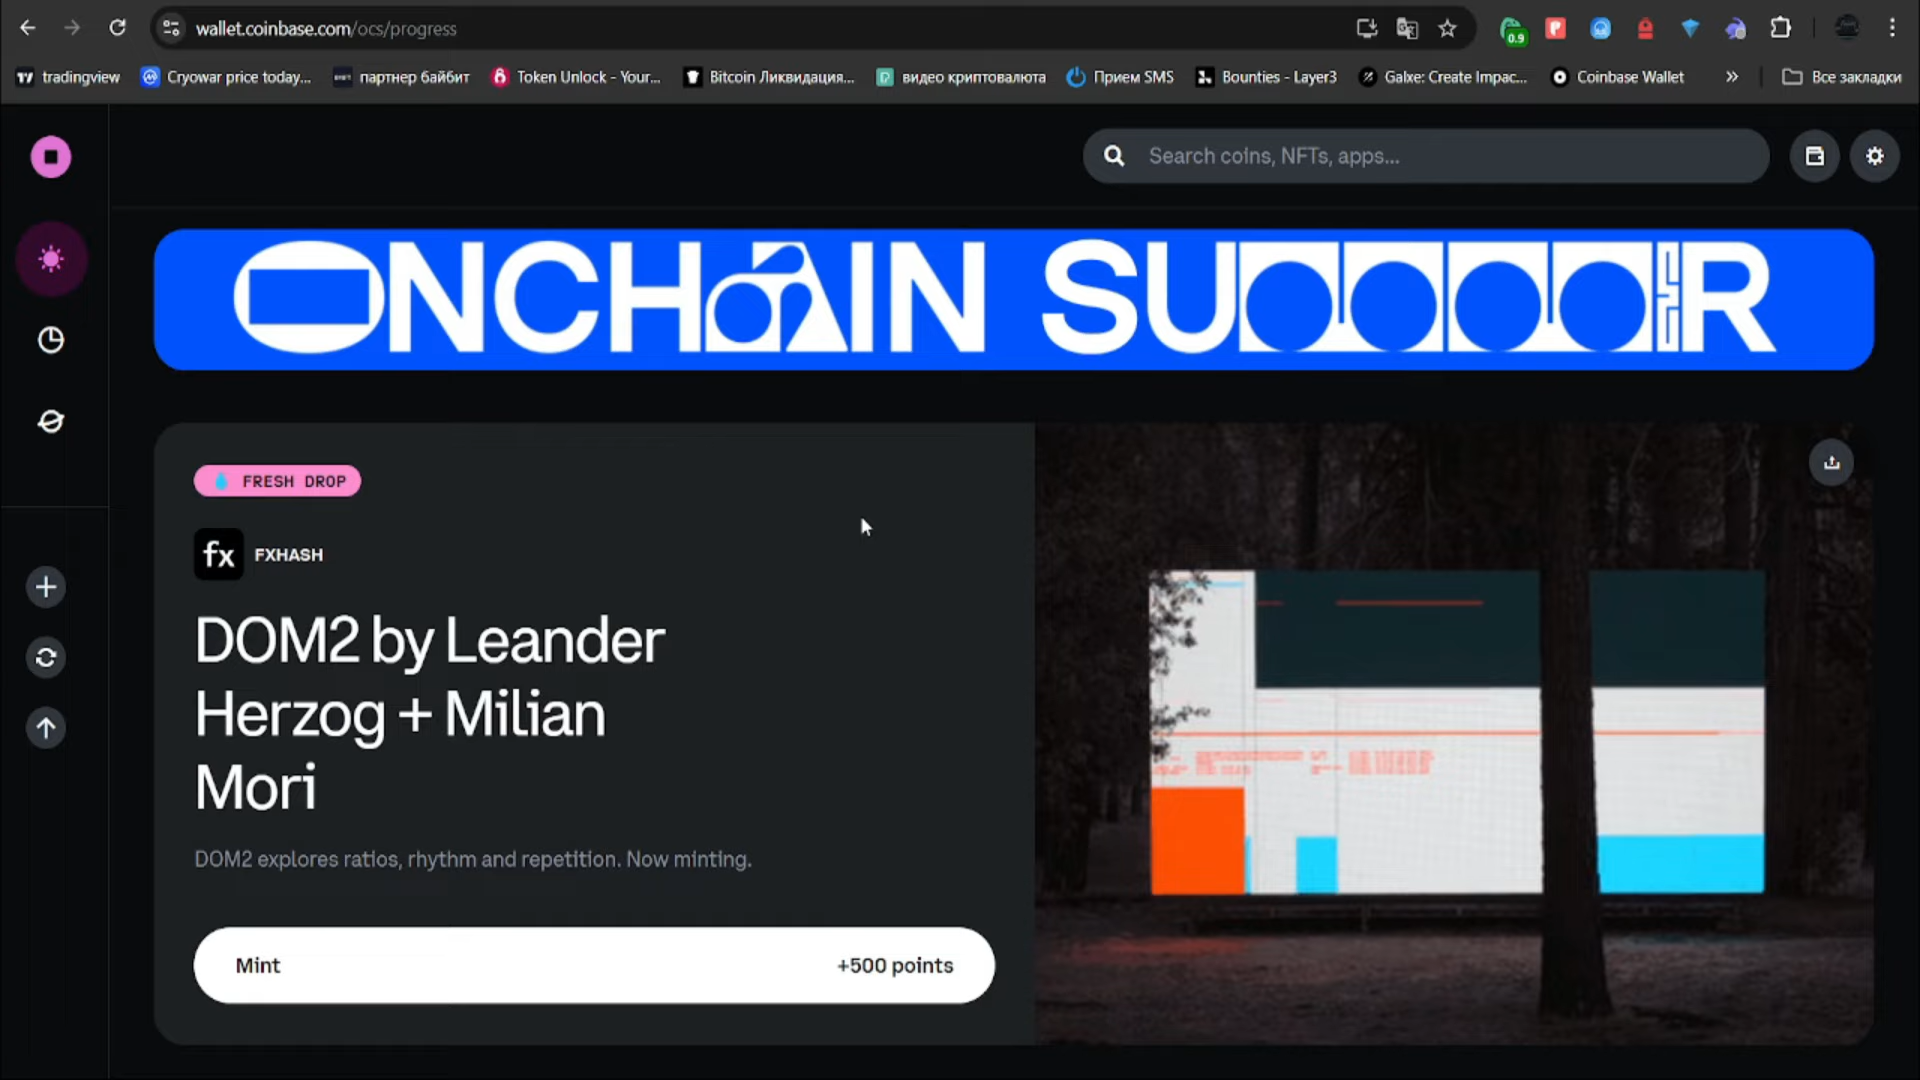 wallet.coinbase.com/ocs/progress
0.9
tradingview
Cryowar price today...
партнер байбит
Token Unlock - Your...
Bitcoin Ликвидация...
видео криптовалюта
Прием SMS
Bounties - Layer3
Galxe: Create Impac...
Coinbase Wallet
»
Все закладки
Search coins, NFTs, apps...
ONCHAIN SUMMER
FRESH DROP
fx FXHASH
DOM2 by Leander
Herzog + Milian
Mori
DOM2 explores ratios, rhythm and repetition. Now minting.
Mint +500 points